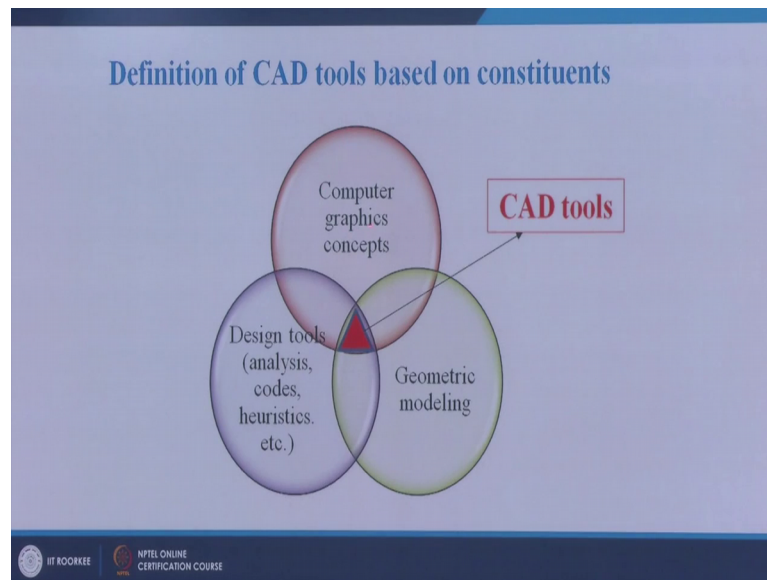 Definition of CAD tools based on constituents
Computer
graphics
concepts
CAD tools
Design tools
(analysis,
codes,
heuristics.
etc.)
Geometric
modeling
IIT ROORKEE
NPTEL ONLINE
CERTIFICATION COURSE